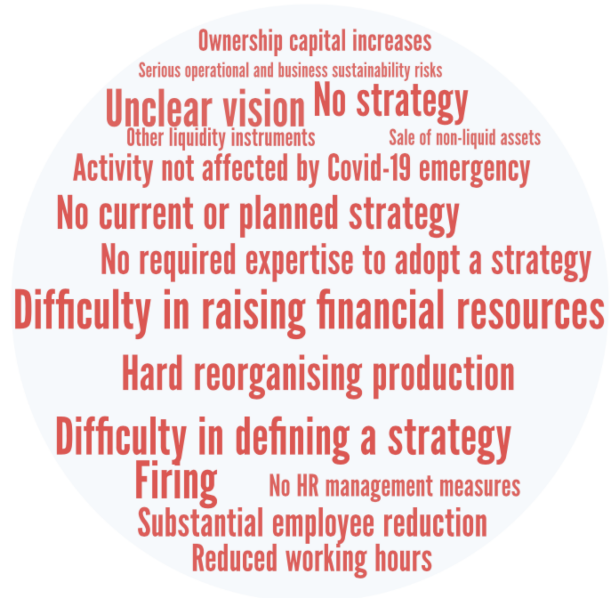 Ownership capital increases
Serious operational and business sustainability risks
Unclear vision No strategy
Other liquidity instruments Sale of non-liquid assets
Activity not affected by Covid-19 emergency
No current or planned strategy
No required expertise to adopt a strategy
Difficulty in raising financial resources
Hard reorganising production
Difficulty in defining a strategy
Firing No HR management measures
Substantial employee reduction
Reduced working hours